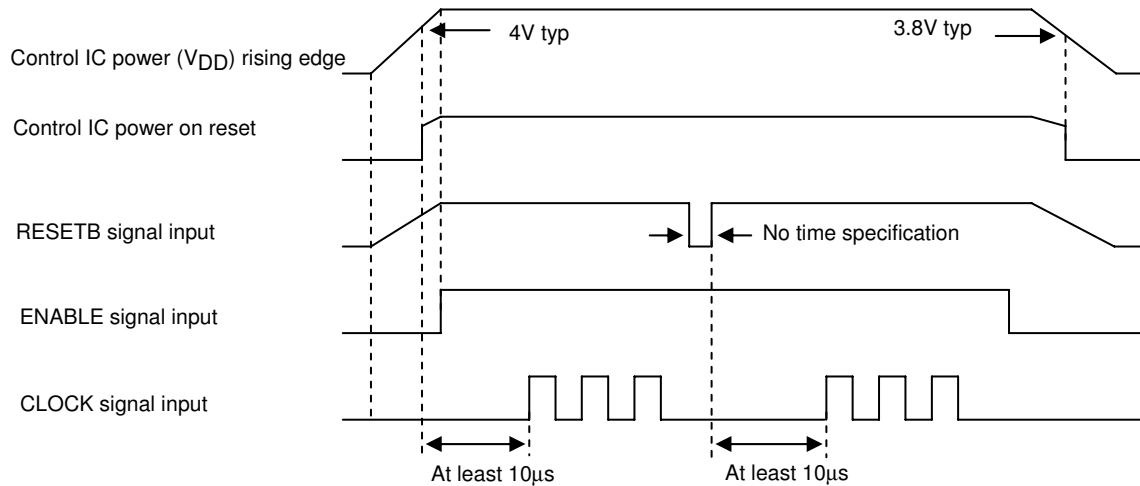 4V typ
3.8V typ
Control IC power (VDD) rising edge
Control IC power on reset
RESETB signal input
No time specification
ENABLE signal input
CLOCK signal input
At least 10μs
At least 10μs